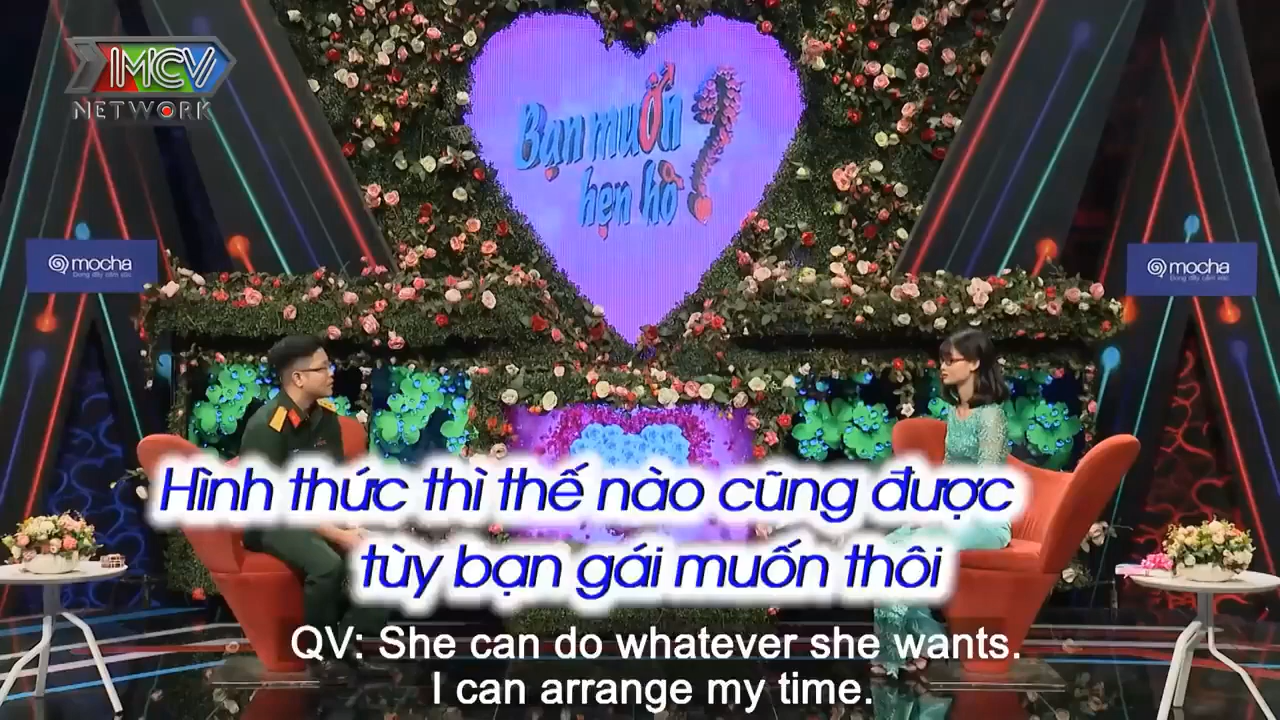 MCV
NETWORK
Bạn muốn
hẹn hò ?
mocha
mocha
Hình thức thì thế nào cũng được
tùy bạn gái muốn thôi
QV: She can do whatever she wants.
I can arrange my time.